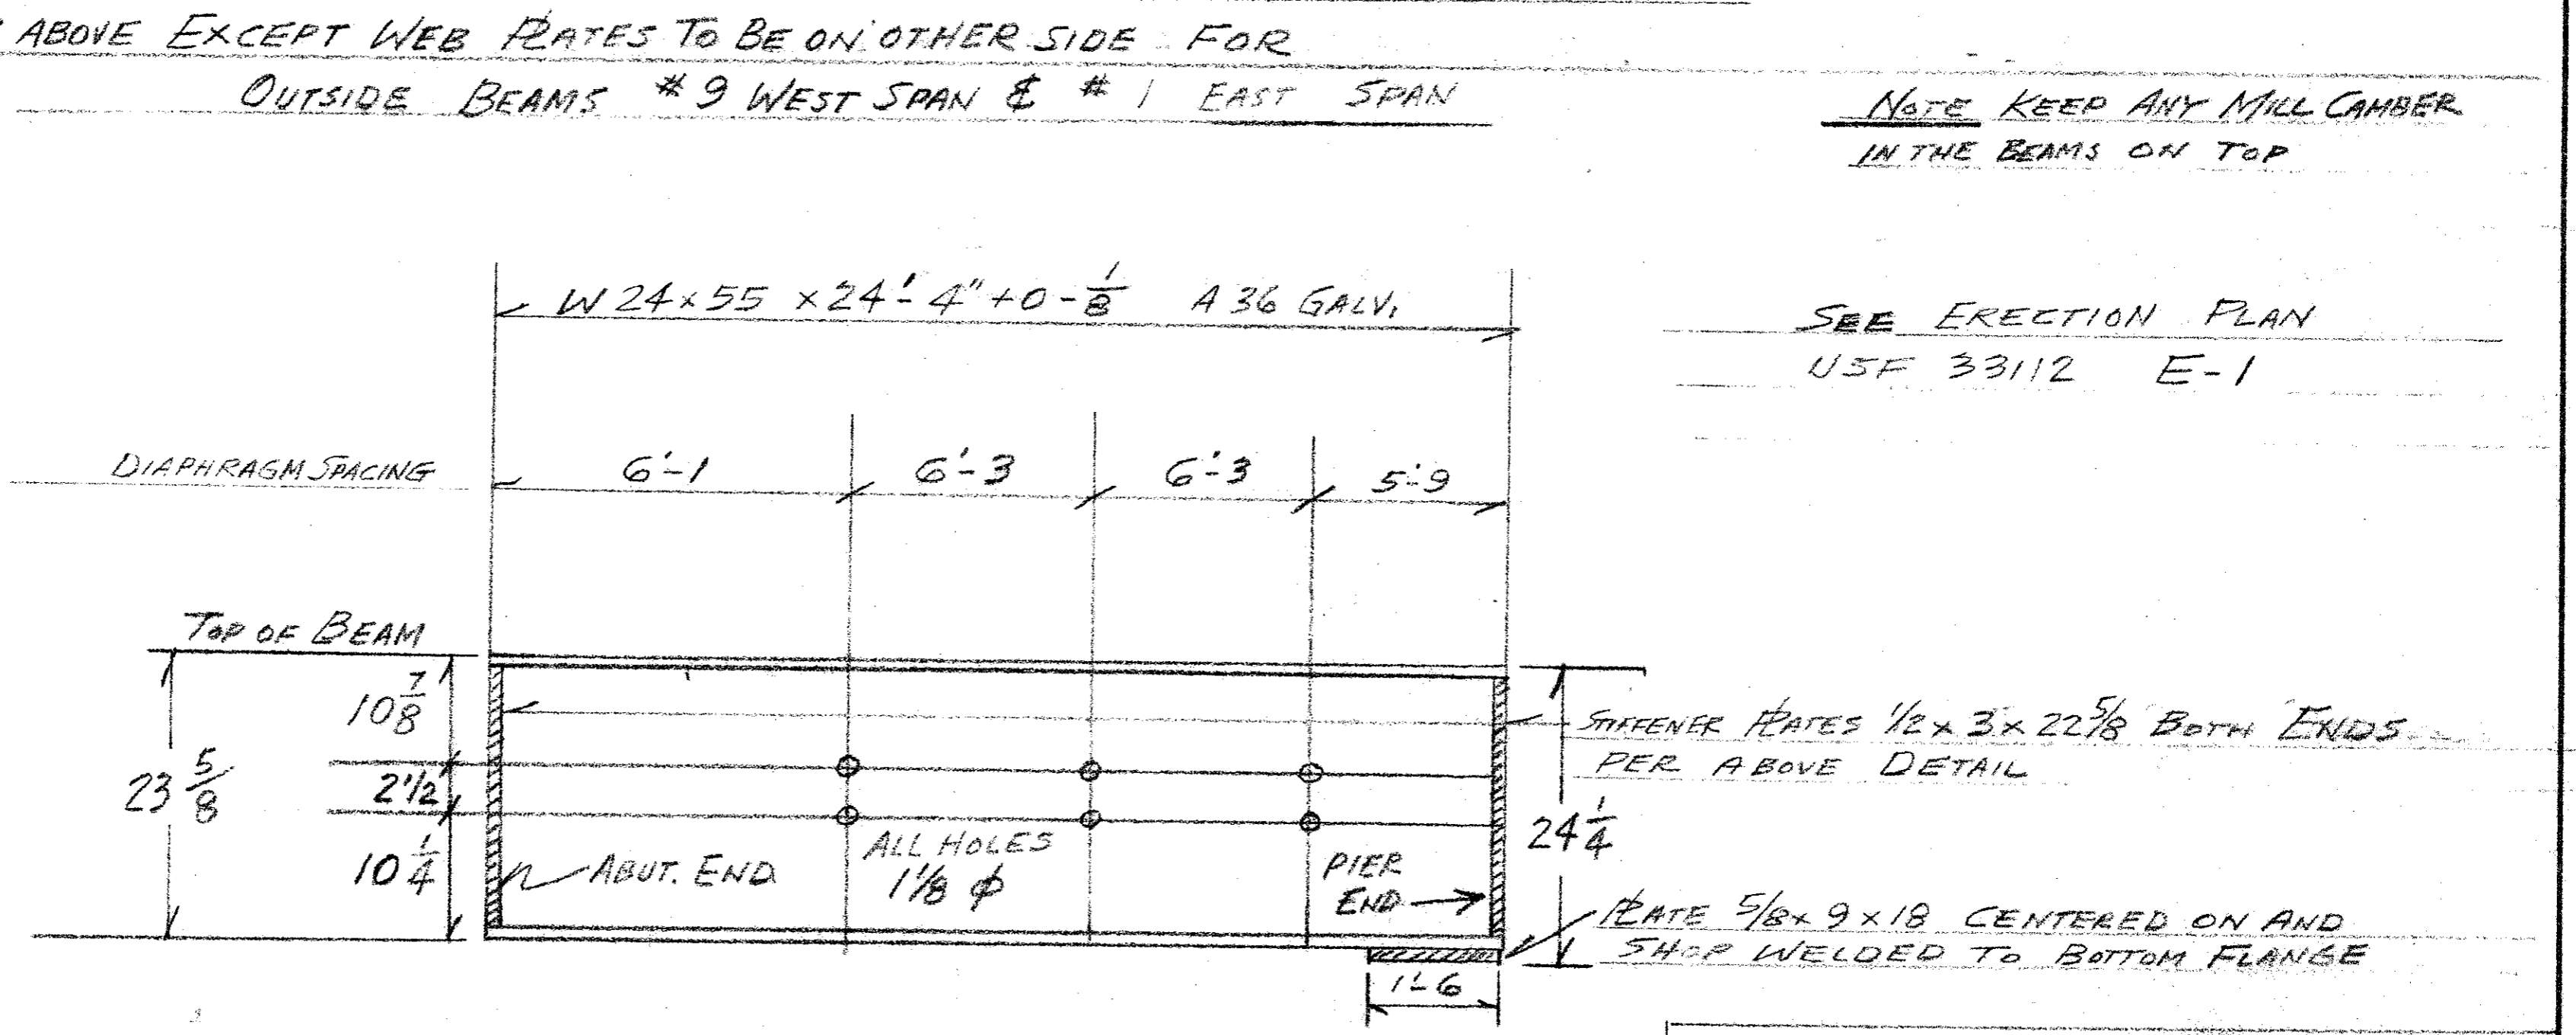 ABOVE EXCEPT WEB PLATES TO BE ON OTHER SIDE FOR
OUTSIDE BEAMS #9 WEST SPAN & #1 EAST SPAN
NOTE KEEP ANY MILL CAMBER
IN THE BEAMS ON TOP
W 24 x 55 x 24'-4" +0 -1/8 A 36 GALV.
SEE ERECTION PLAN
USF 33112 E-1
DIAPHRAGM SPACING
6'-1
6'-3
6'-3
5'-9
TOP OF BEAM
10 7/8
23 5/8
2 1/2
10 1/4
STIFFENER PLATES 1/2 x 3 x 22 5/8 BOTH ENDS
PER ABOVE DETAIL
24 1/4
ABUT. END
ALL HOLES
1 1/8 ϕ
PIER
END
PLATE 5/8 x 9 x 18 CENTERED ON AND
SHOP WELDED TO BOTTOM FLANGE
1'-6